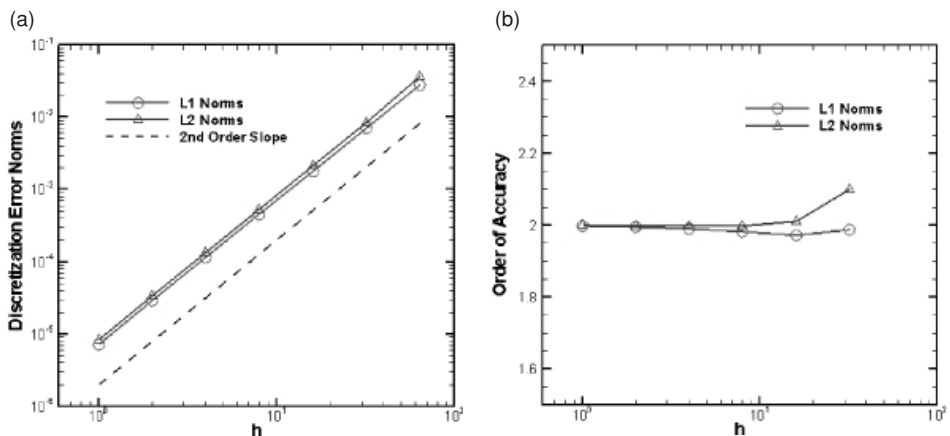 (a)
Discretization Error Norms
10⁻¹
10⁻²
10⁻³
10⁻⁴
10⁻⁵
10⁻⁶
L1 Norms
L2 Norms
2nd Order Slope
10⁰
10¹
10²
h
(b)
Order of Accuracy
2.4
2.2
2
1.8
1.6
L1 Norms
L2 Norms
10⁰
10¹
10²
h